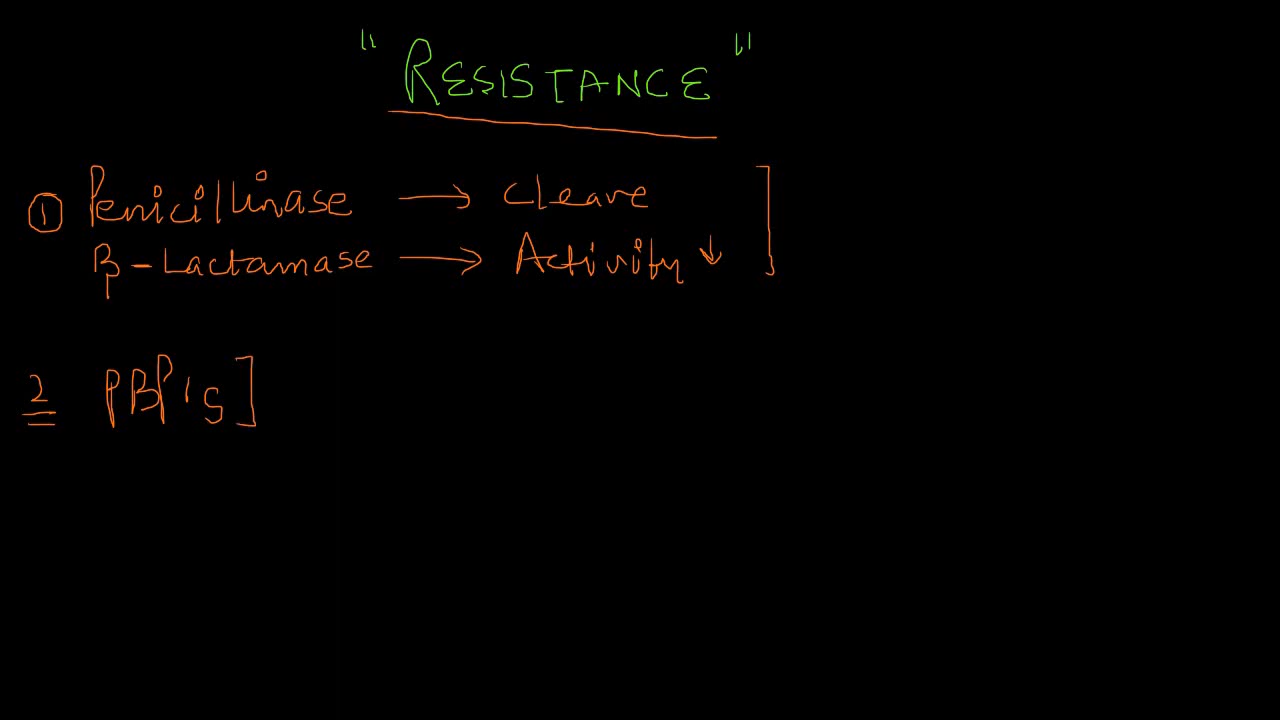 "RESISTANCE"
① Penicillinase → cleave
β-Lactamase → Activity ↓ ]
2 PBP's ]